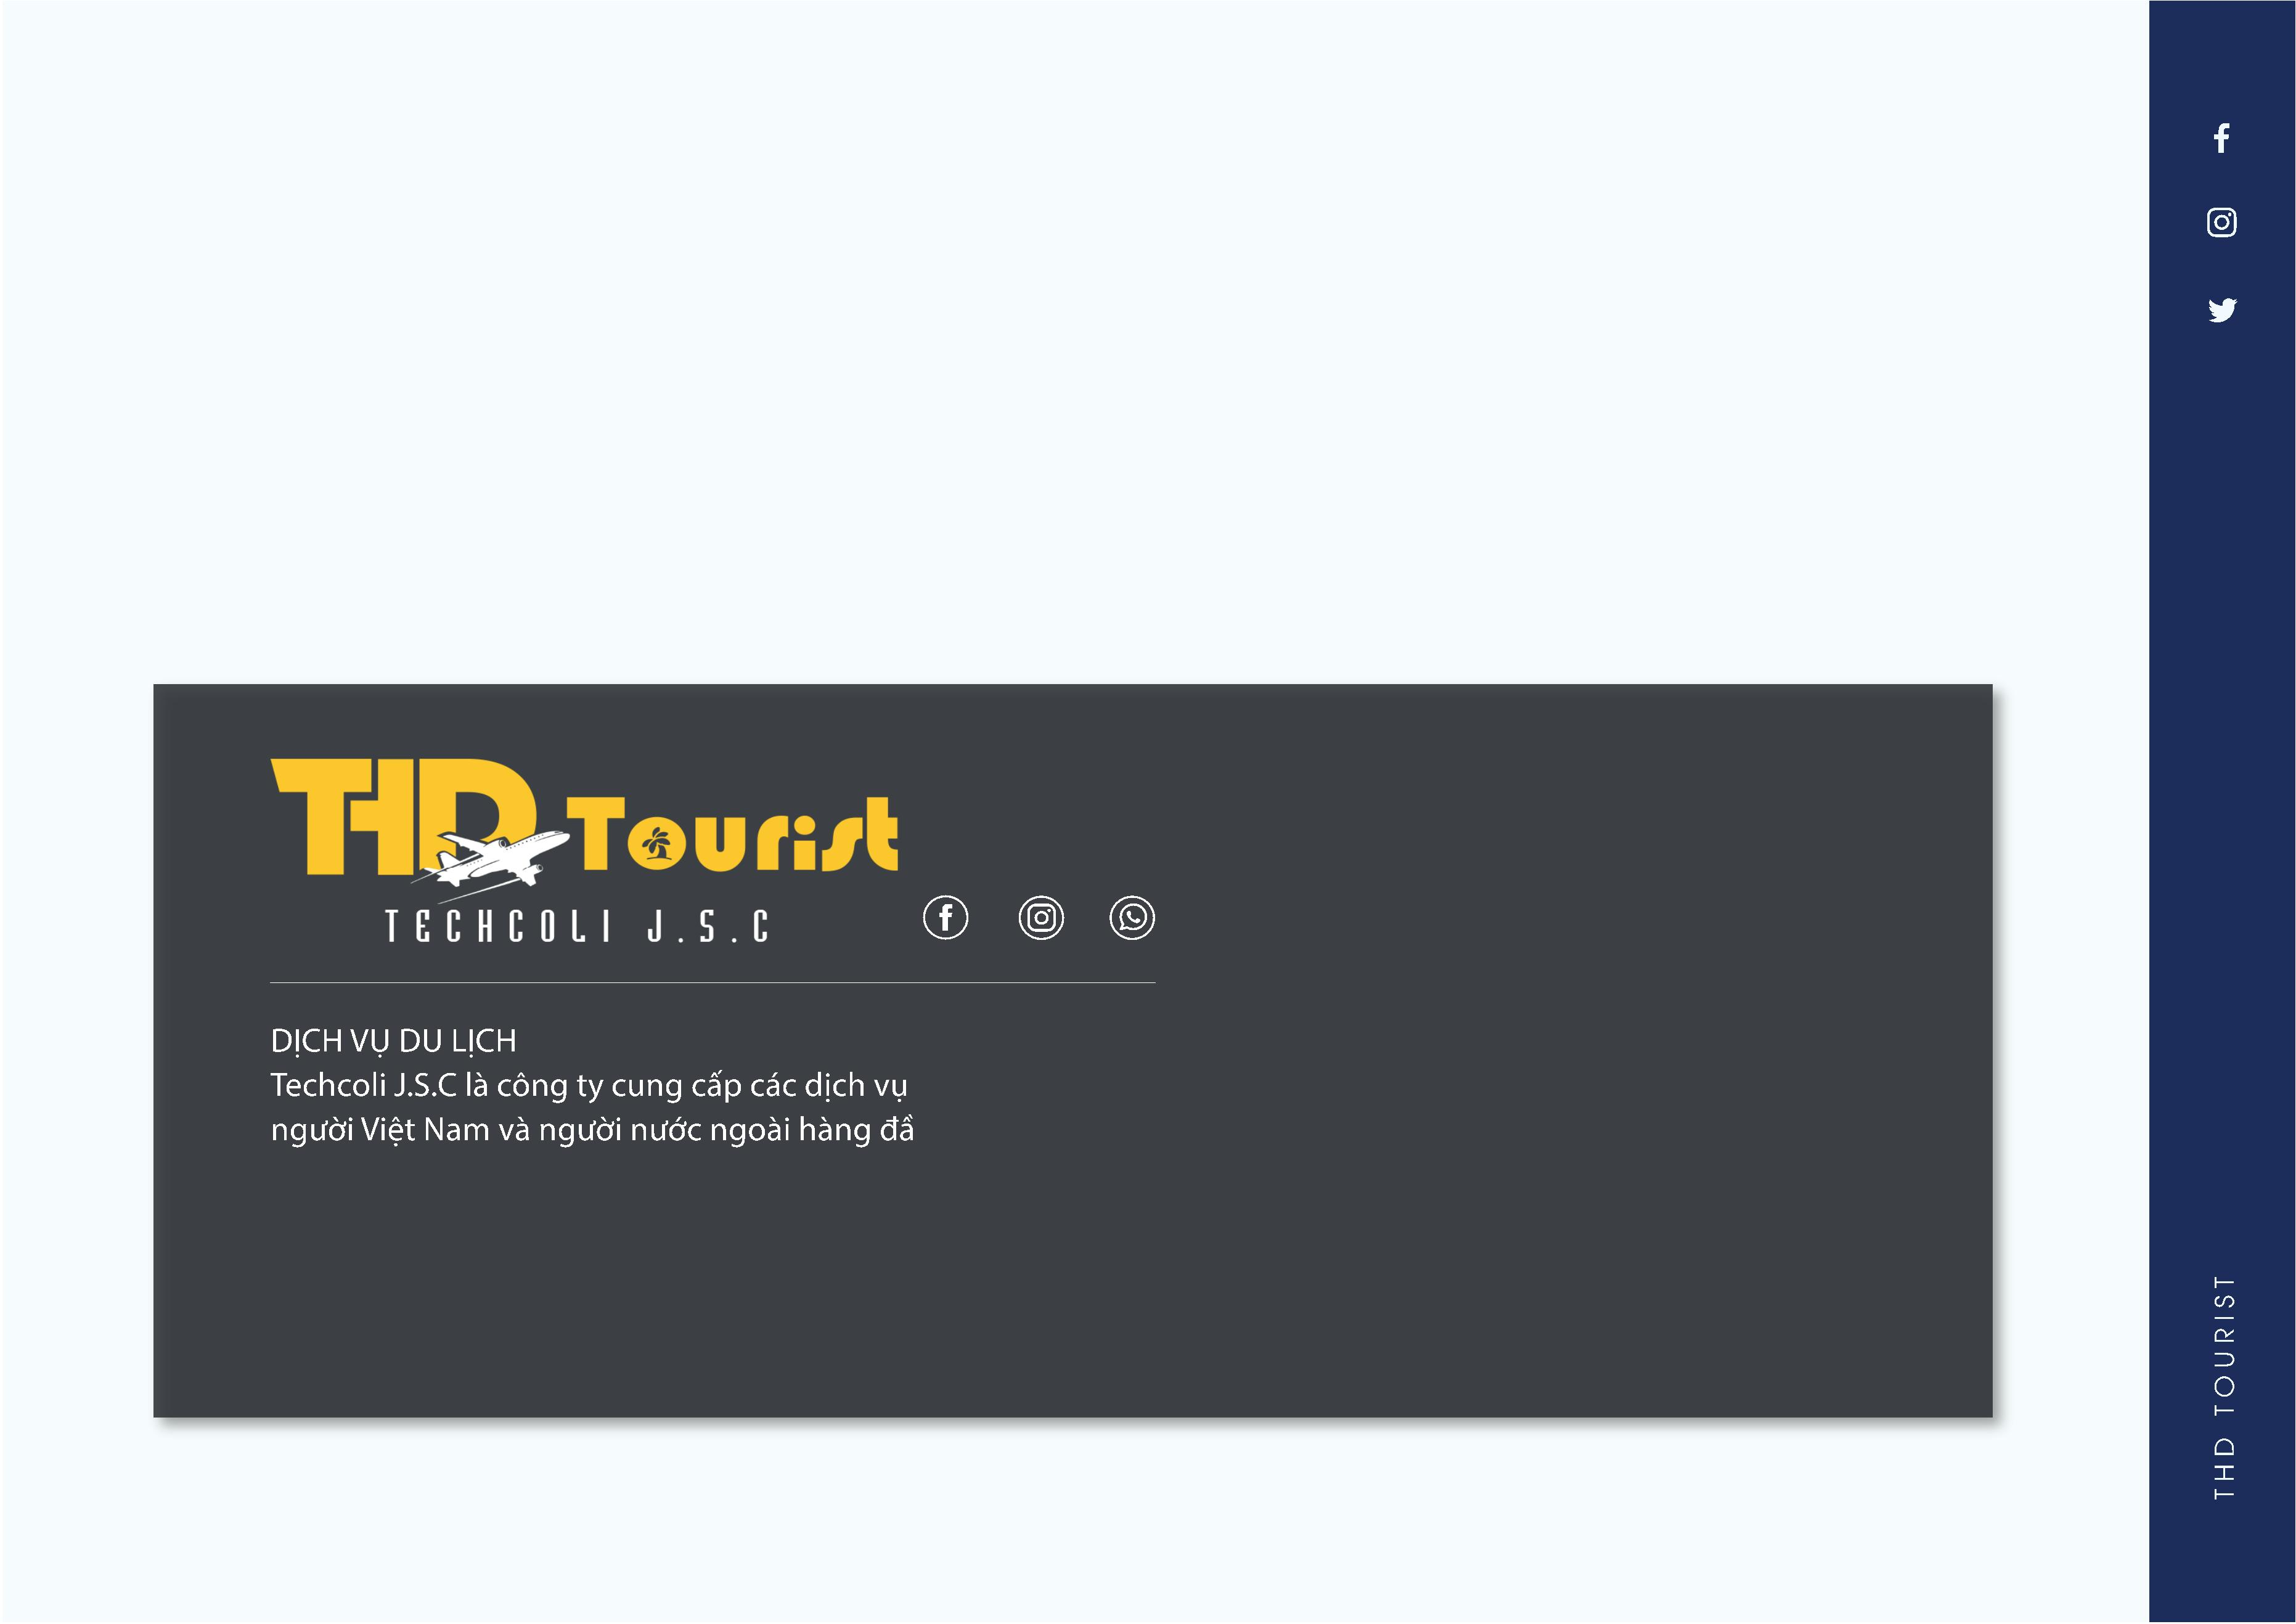 THD Tourist
TECHCOLI J.S.C
DỊCH VỤ DU LỊCH
Techcoli J.S.C là công ty cung cấp các dịch vụ
người Việt Nam và người nước ngoài hàng đầ
THD TOURIST